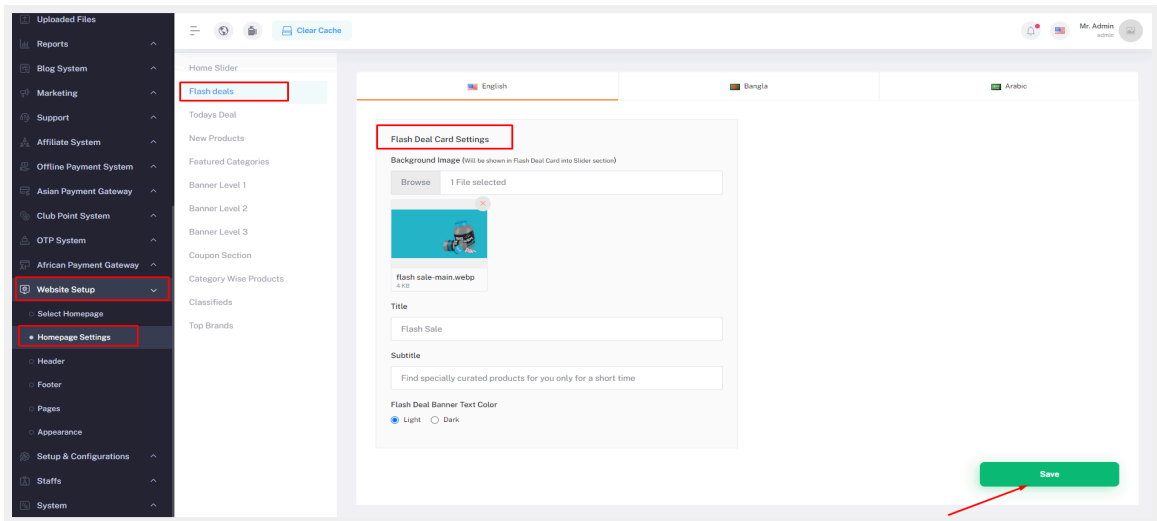 Uploaded Files
Reports
Blog System
Marketing
Support
Affiliate System
Offline Payment System
Asian Payment Gateway
Club Point System
OTP System
African Payment Gateway
Website Setup
Select Homepage
Homepage Settings
Header
Footer
Pages
Appearance
Setup & Configurations
Staffs
System
Clear Cache
Mr. Admin
admin
Home Slider
Flash deals
Todays Deal
New Products
Featured Categories
Banner Level 1
Banner Level 2
Banner Level 3
Coupon Section
Category Wise Products
Classifieds
Top Brands
English
Bangla
Arabic
Flash Deal Card Settings
Background Image (Will be shown in Flash Deal Card into Slider section)
Browse 1 File selected
flash sale-main.webp
4 KB
Title
Flash Sale
Subtitle
Find specially curated products for you only for a short time
Flash Deal Banner Text Color
Light Dark
Save